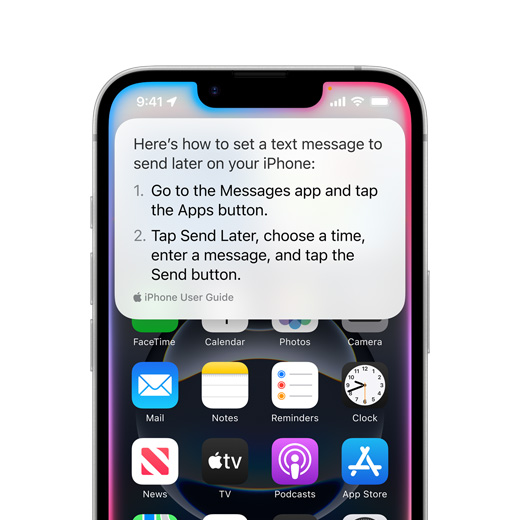 9:41
Here's how to set a text message to
send later on your iPhone:
1. Go to the Messages app and tap
the Apps button.
2. Tap Send Later, choose a time,
enter a message, and tap the
Send button.
iPhone User Guide
FaceTime Calendar Photos Camera
Mail Notes Reminders Clock
tv
News TV Podcasts App Store